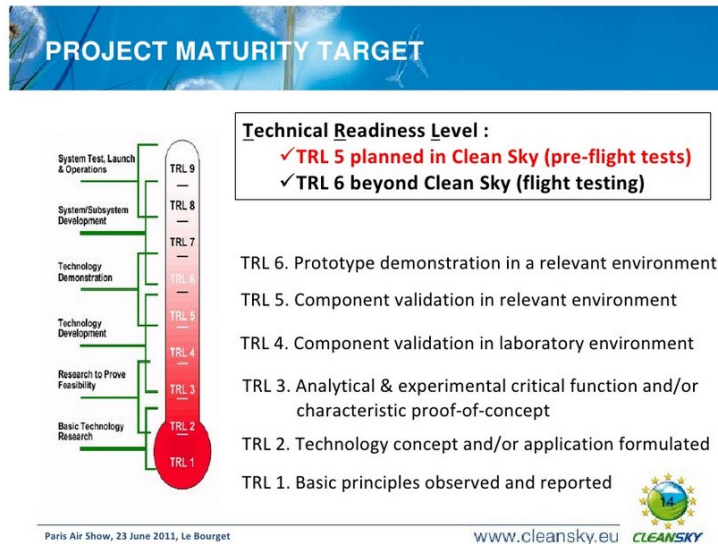 PROJECT MATURITY TARGET
Technical Readiness Level :
✓TRL 5 planned in Clean Sky (pre-flight tests)
✓TRL 6 beyond Clean Sky (flight testing)
System Test, Launch
& Operations
System/Subsystem
Development
Technology
Demonstration
Technology
Development
Research to Prove
Feasibility
Basic Technology
Research
TRL 9
TRL 8
TRL 7
TRL 6
TRL 5
TRL 4
TRL 3
TRL 2
TRL 1
TRL 6. Prototype demonstration in a relevant environment
TRL 5. Component validation in relevant environment
TRL 4. Component validation in laboratory environment
TRL 3. Analytical & experimental critical function and/or
characteristic proof-of-concept
TRL 2. Technology concept and/or application formulated
TRL 1. Basic principles observed and reported
14
Paris Air Show, 23 June 2011, Le Bourget
www.cleansky.eu
CLEANSKY